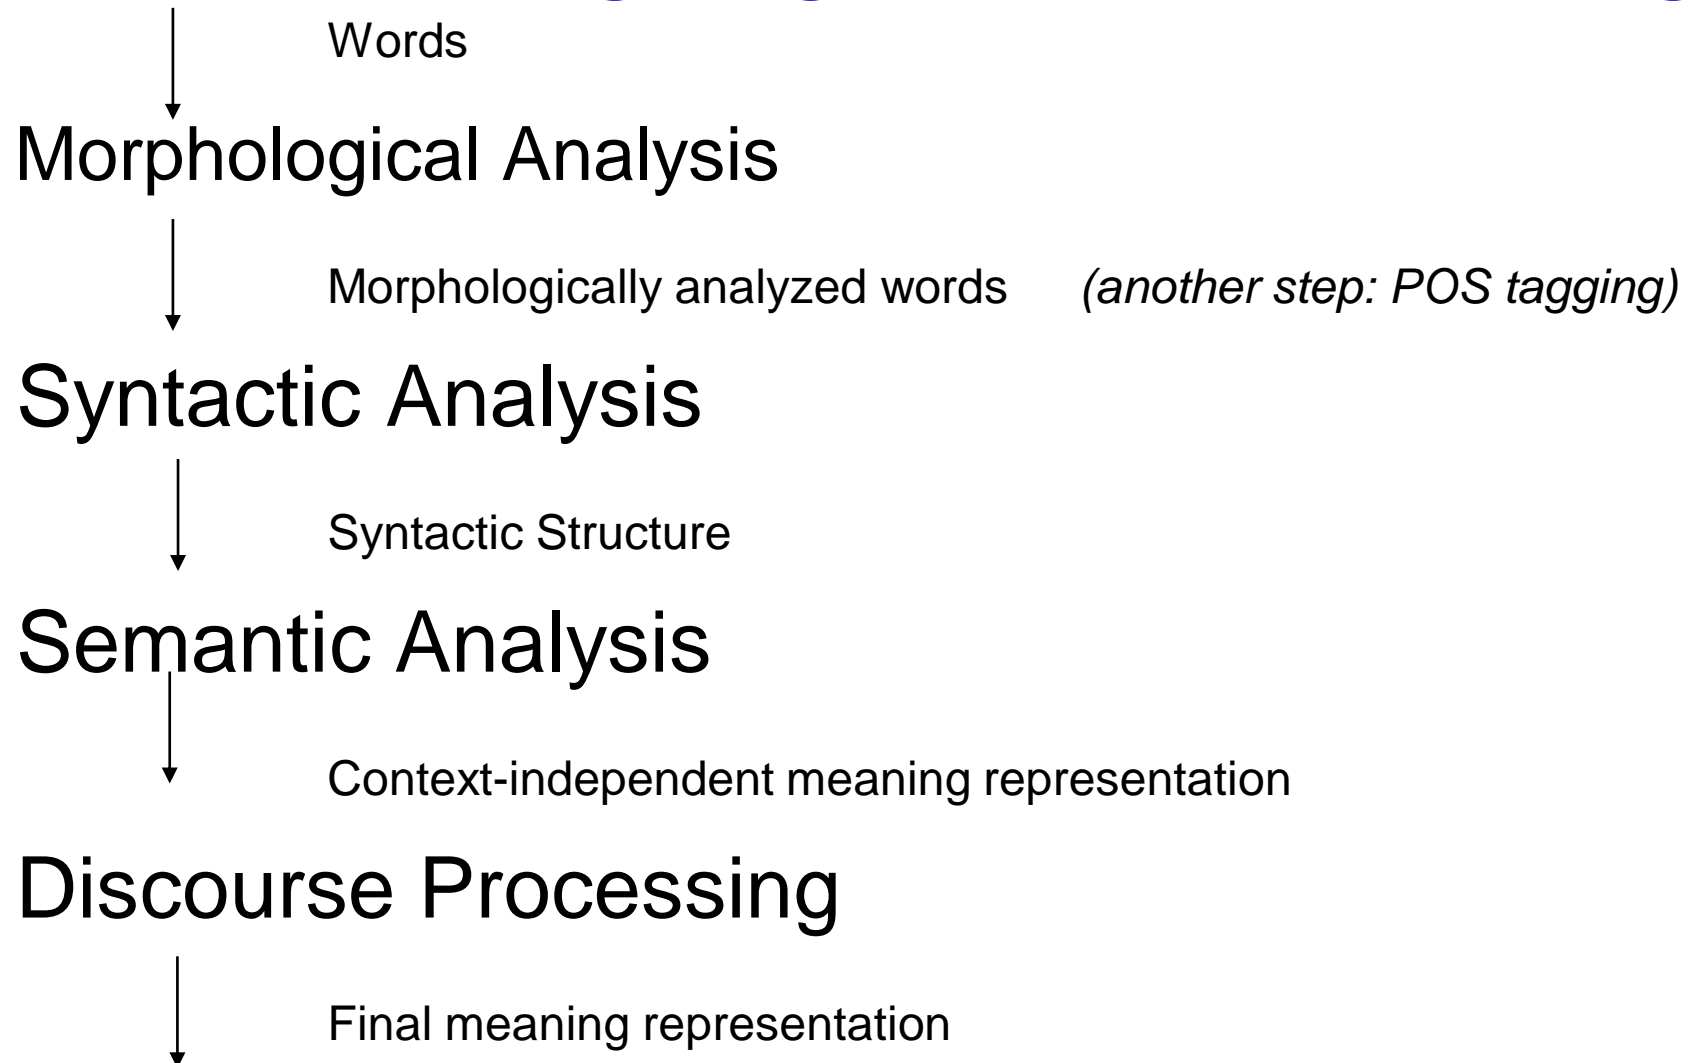 Words
Morphological Analysis
Morphologically analyzed words (another step: POS tagging)
Syntactic Analysis
Syntactic Structure
Semantic Analysis
Context-independent meaning representation
Discourse Processing
Final meaning representation